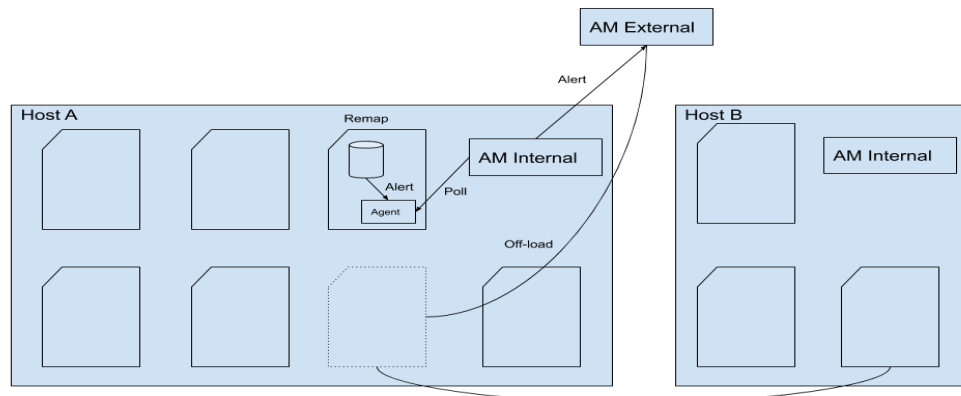 AM External
Alert
Host A
Host B
Remap
AM Internal
AM Internal
Alert
Poll
Agent
Off-load